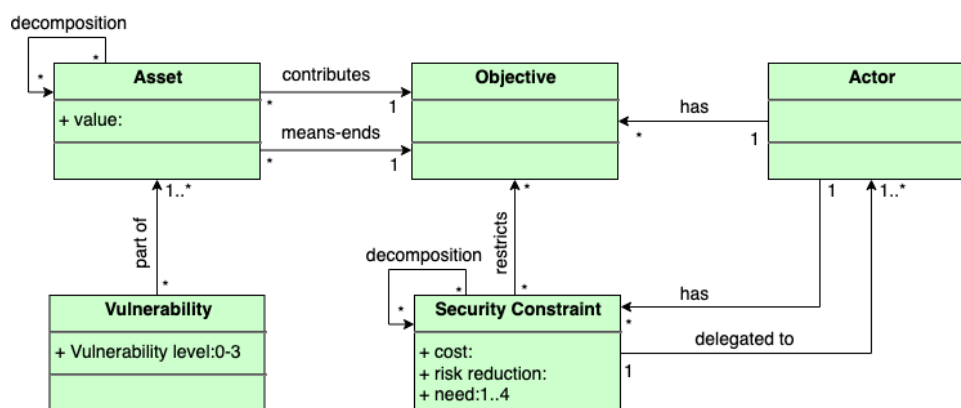 decomposition
*
*
Asset
+ value:
contributes
*
1
means-ends
*
1
Objective
has
*
1
Actor
1..*
part of
*
*
restricts
*
1
1..*
decomposition
*
*
Vulnerability
+ Vulnerability level:0-3
Security Constraint
+ cost:
+ risk reduction:
+ need:1..4
has
*
delegated to
1